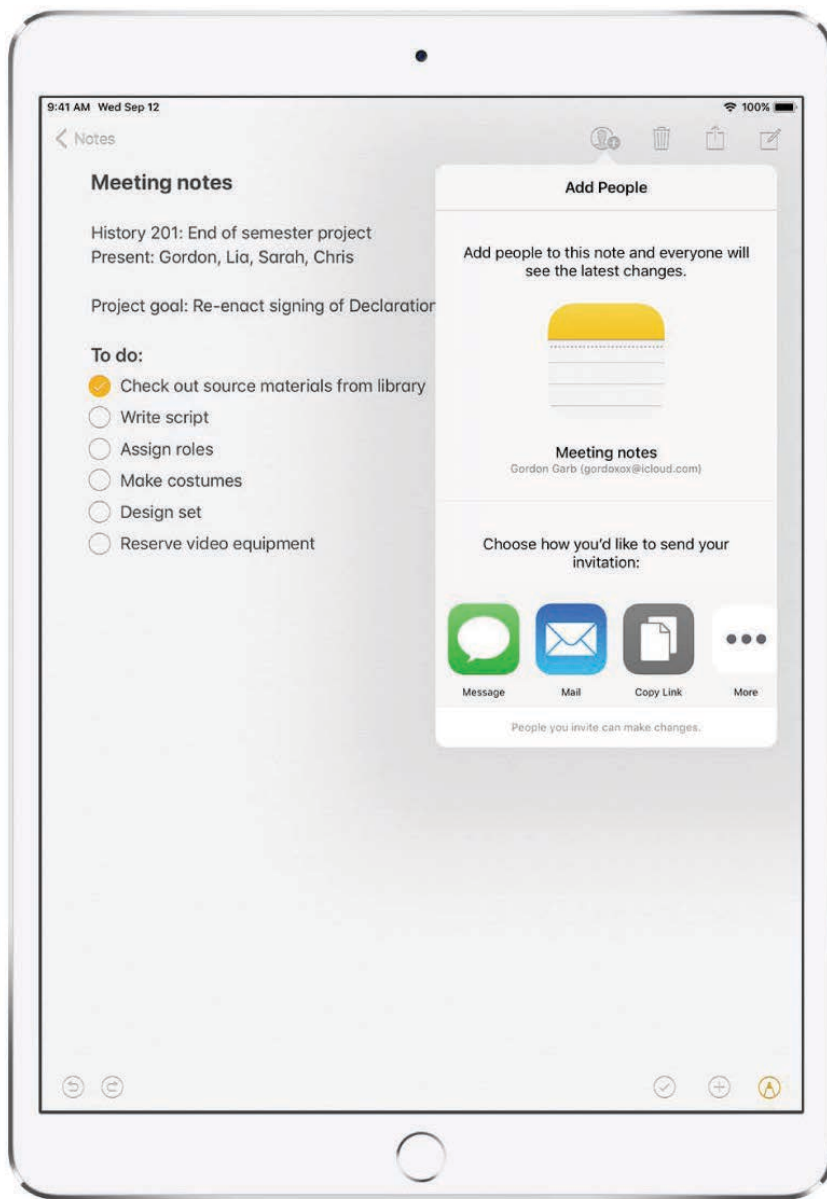 9:41 AM Wed Sep 12
100%
Notes
Meeting notes
History 201: End of semester project
Present: Gordon, Lia, Sarah, Chris
Project goal: Re-enact signing of Declaration
To do:
Check out source materials from library
Write script
Assign roles
Make costumes
Design set
Reserve video equipment
Add People
Add people to this note and everyone will
see the latest changes.
Meeting notes
Gordon Garb (gordoxox@icloud.com)
Choose how you'd like to send your
invitation:
Message Mail Copy Link More
People you invite can make changes.